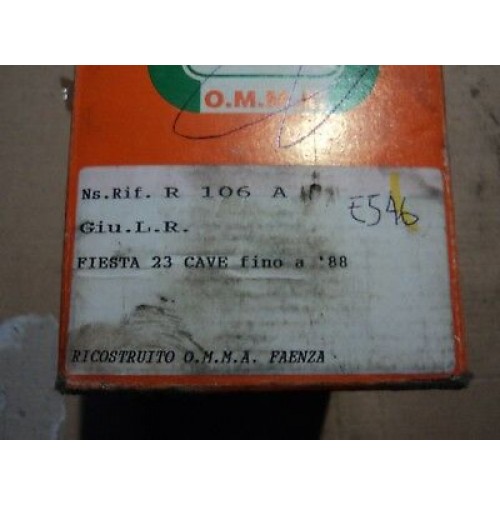 O.M.M.A.
Ns.Rif. R 106 A
E546
Giu.L.R.
FIESTA 23 CAVE fino a '88
RICOSTRUITO O.M.M.A. FAENZA